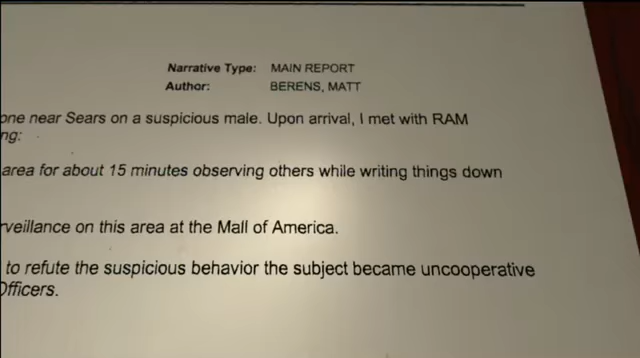 Narrative Type: MAIN REPORT
Author: BERENS, MATT
one near Sears on a suspicious male. Upon arrival, I met with RAM
ng:
area for about 15 minutes observing others while writing things down
rveillance on this area at the Mall of America.
to refute the suspicious behavior the subject became uncooperative
Officers.